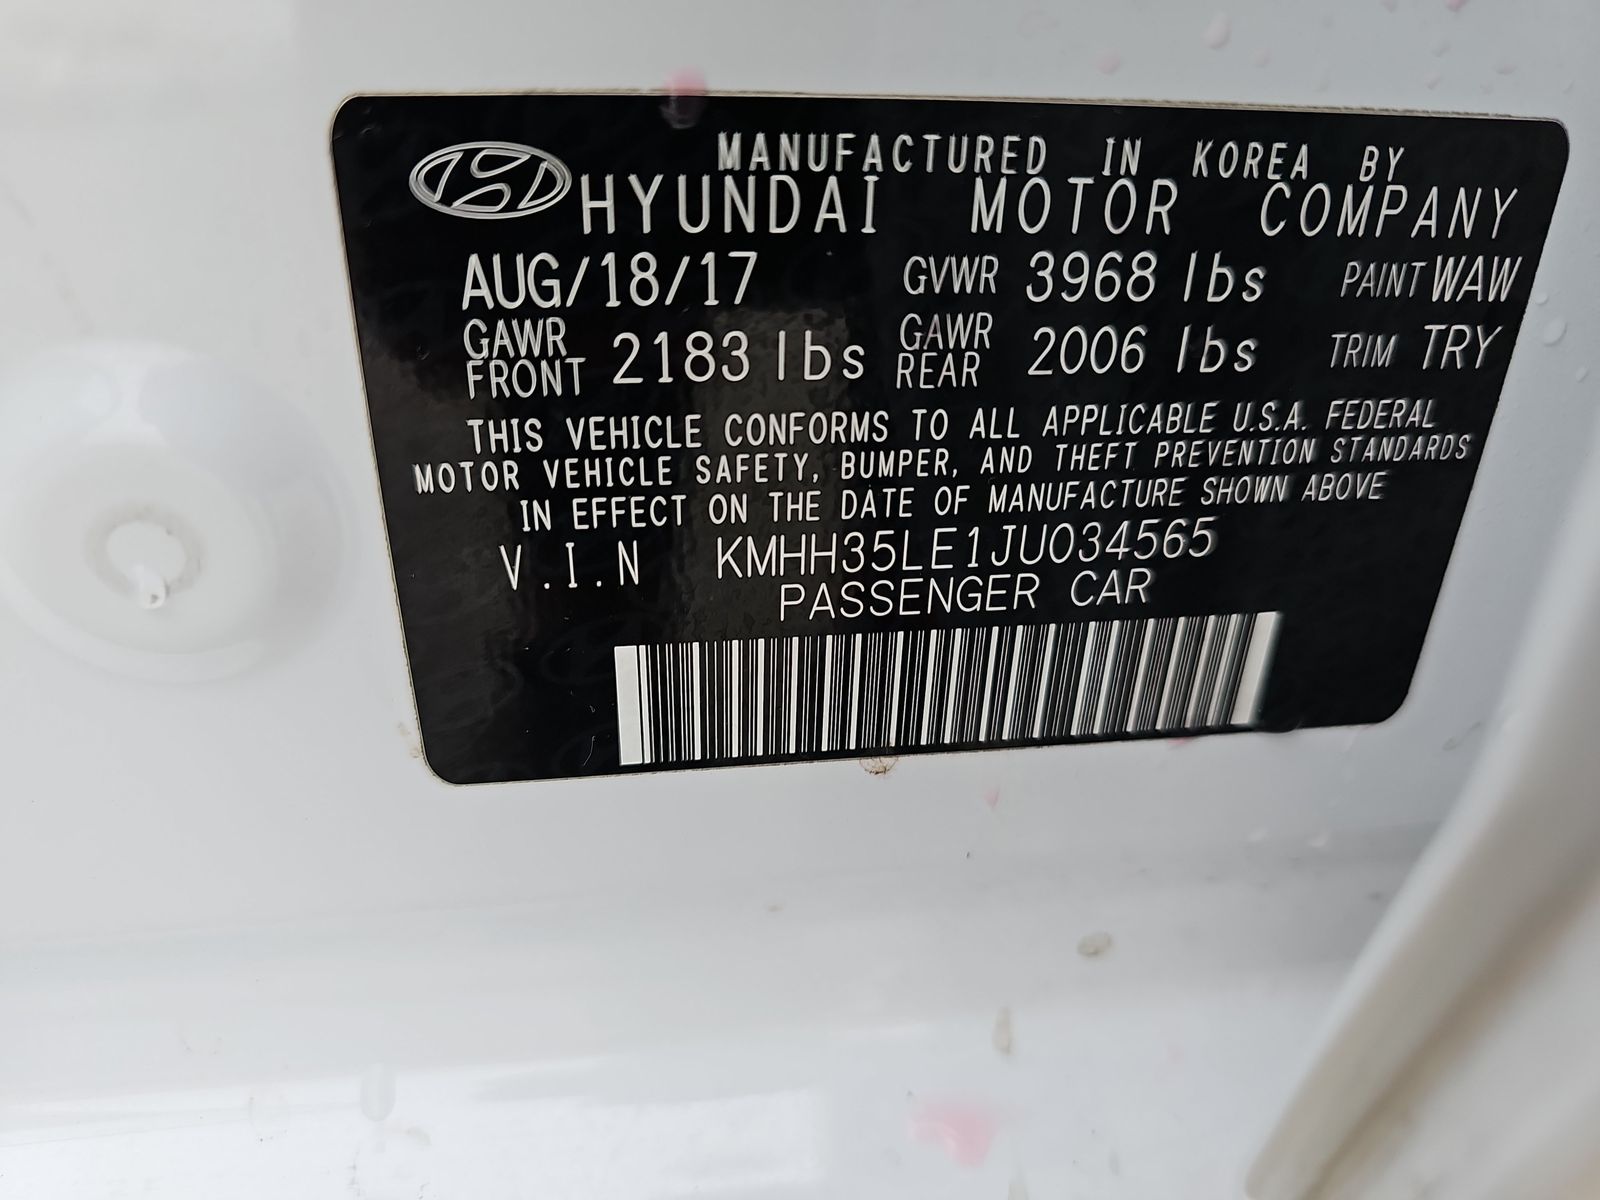 MANUFACTURED IN KOREA BY
HYUNDAI MOTOR COMPANY
AUG/18/17 GVWR 3968 lbs PAINT WAW
GAWR FRONT 2183 lbs GAWR REAR 2006 lbs TRIM TRY
THIS VEHICLE CONFORMS TO ALL APPLICABLE U.S.A. FEDERAL
MOTOR VEHICLE SAFETY, BUMPER, AND THEFT PREVENTION STANDARDS
IN EFFECT ON THE DATE OF MANUFACTURE SHOWN ABOVE
V.I.N KMHH35LE1JU034565
PASSENGER CAR